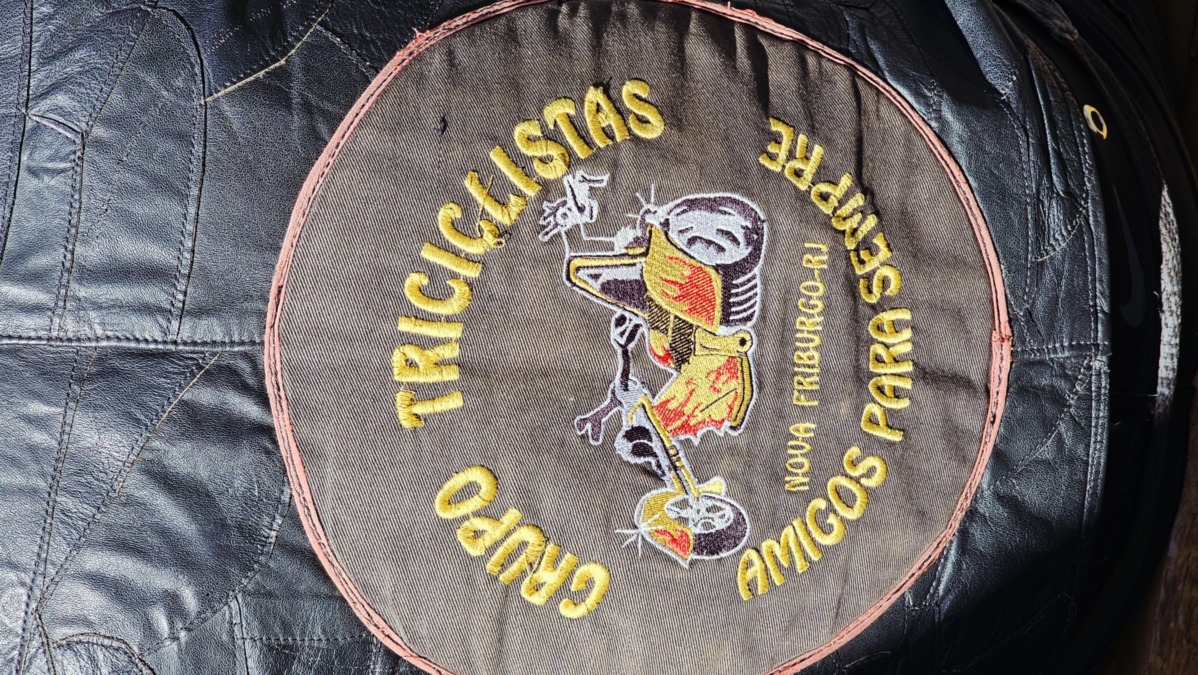 GRUPO TRICICLISTAS
NOVA FRIBURGO-RJ
AMIGOS PARA SEMPRE